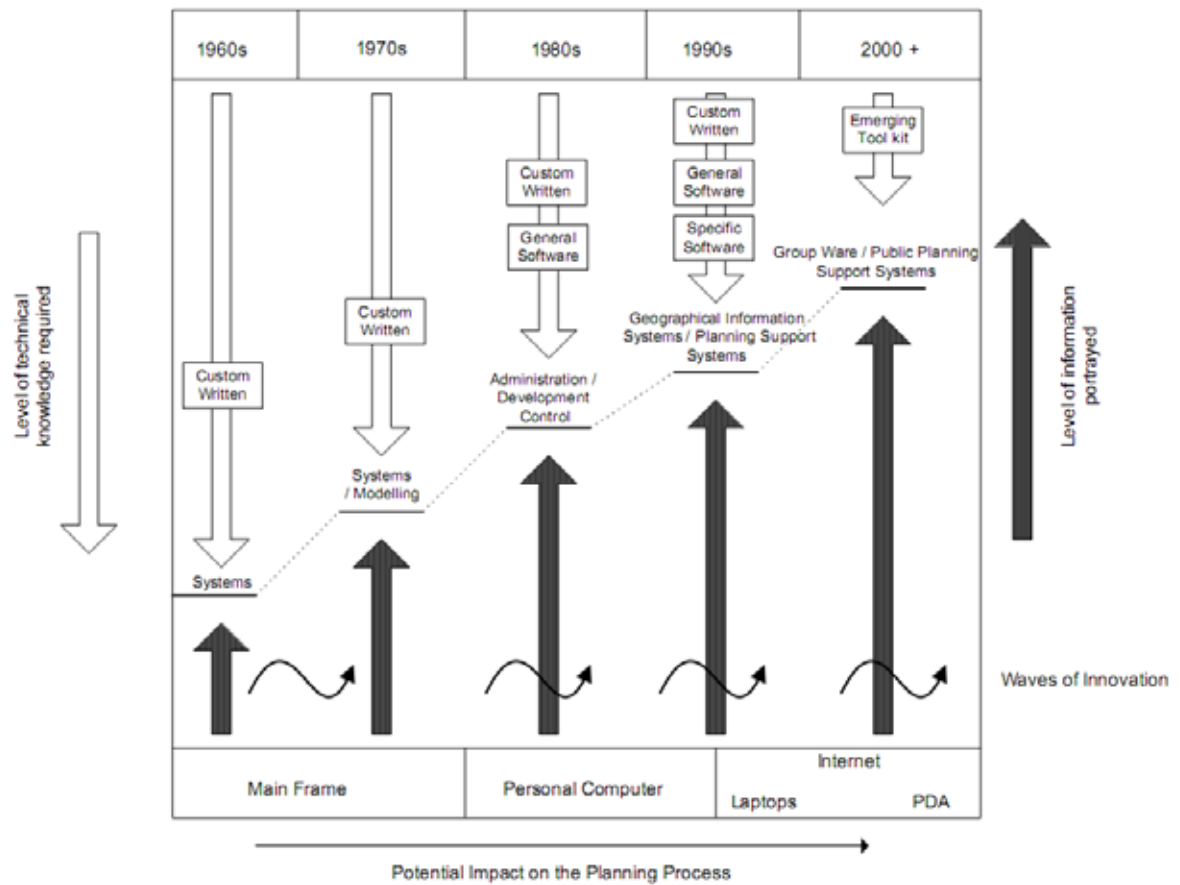 1960s
1970s
1980s
1990s
2000 +
Level of technical
knowledge required
Custom
Written
Systems
Custom
Written
Systems
/ Modelling
Custom
Written
General
Software
Administration /
Development
Control
Custom
Written
General
Software
Specific
Software
Geographical Information
Systems / Planning Support
Systems
Emerging
Tool kit
Group Ware / Public Planning
Support Systems
Level of information
portrayed
Waves of Innovation
Main Frame
Personal Computer
Internet
Laptops
PDA
Potential Impact on the Planning Process